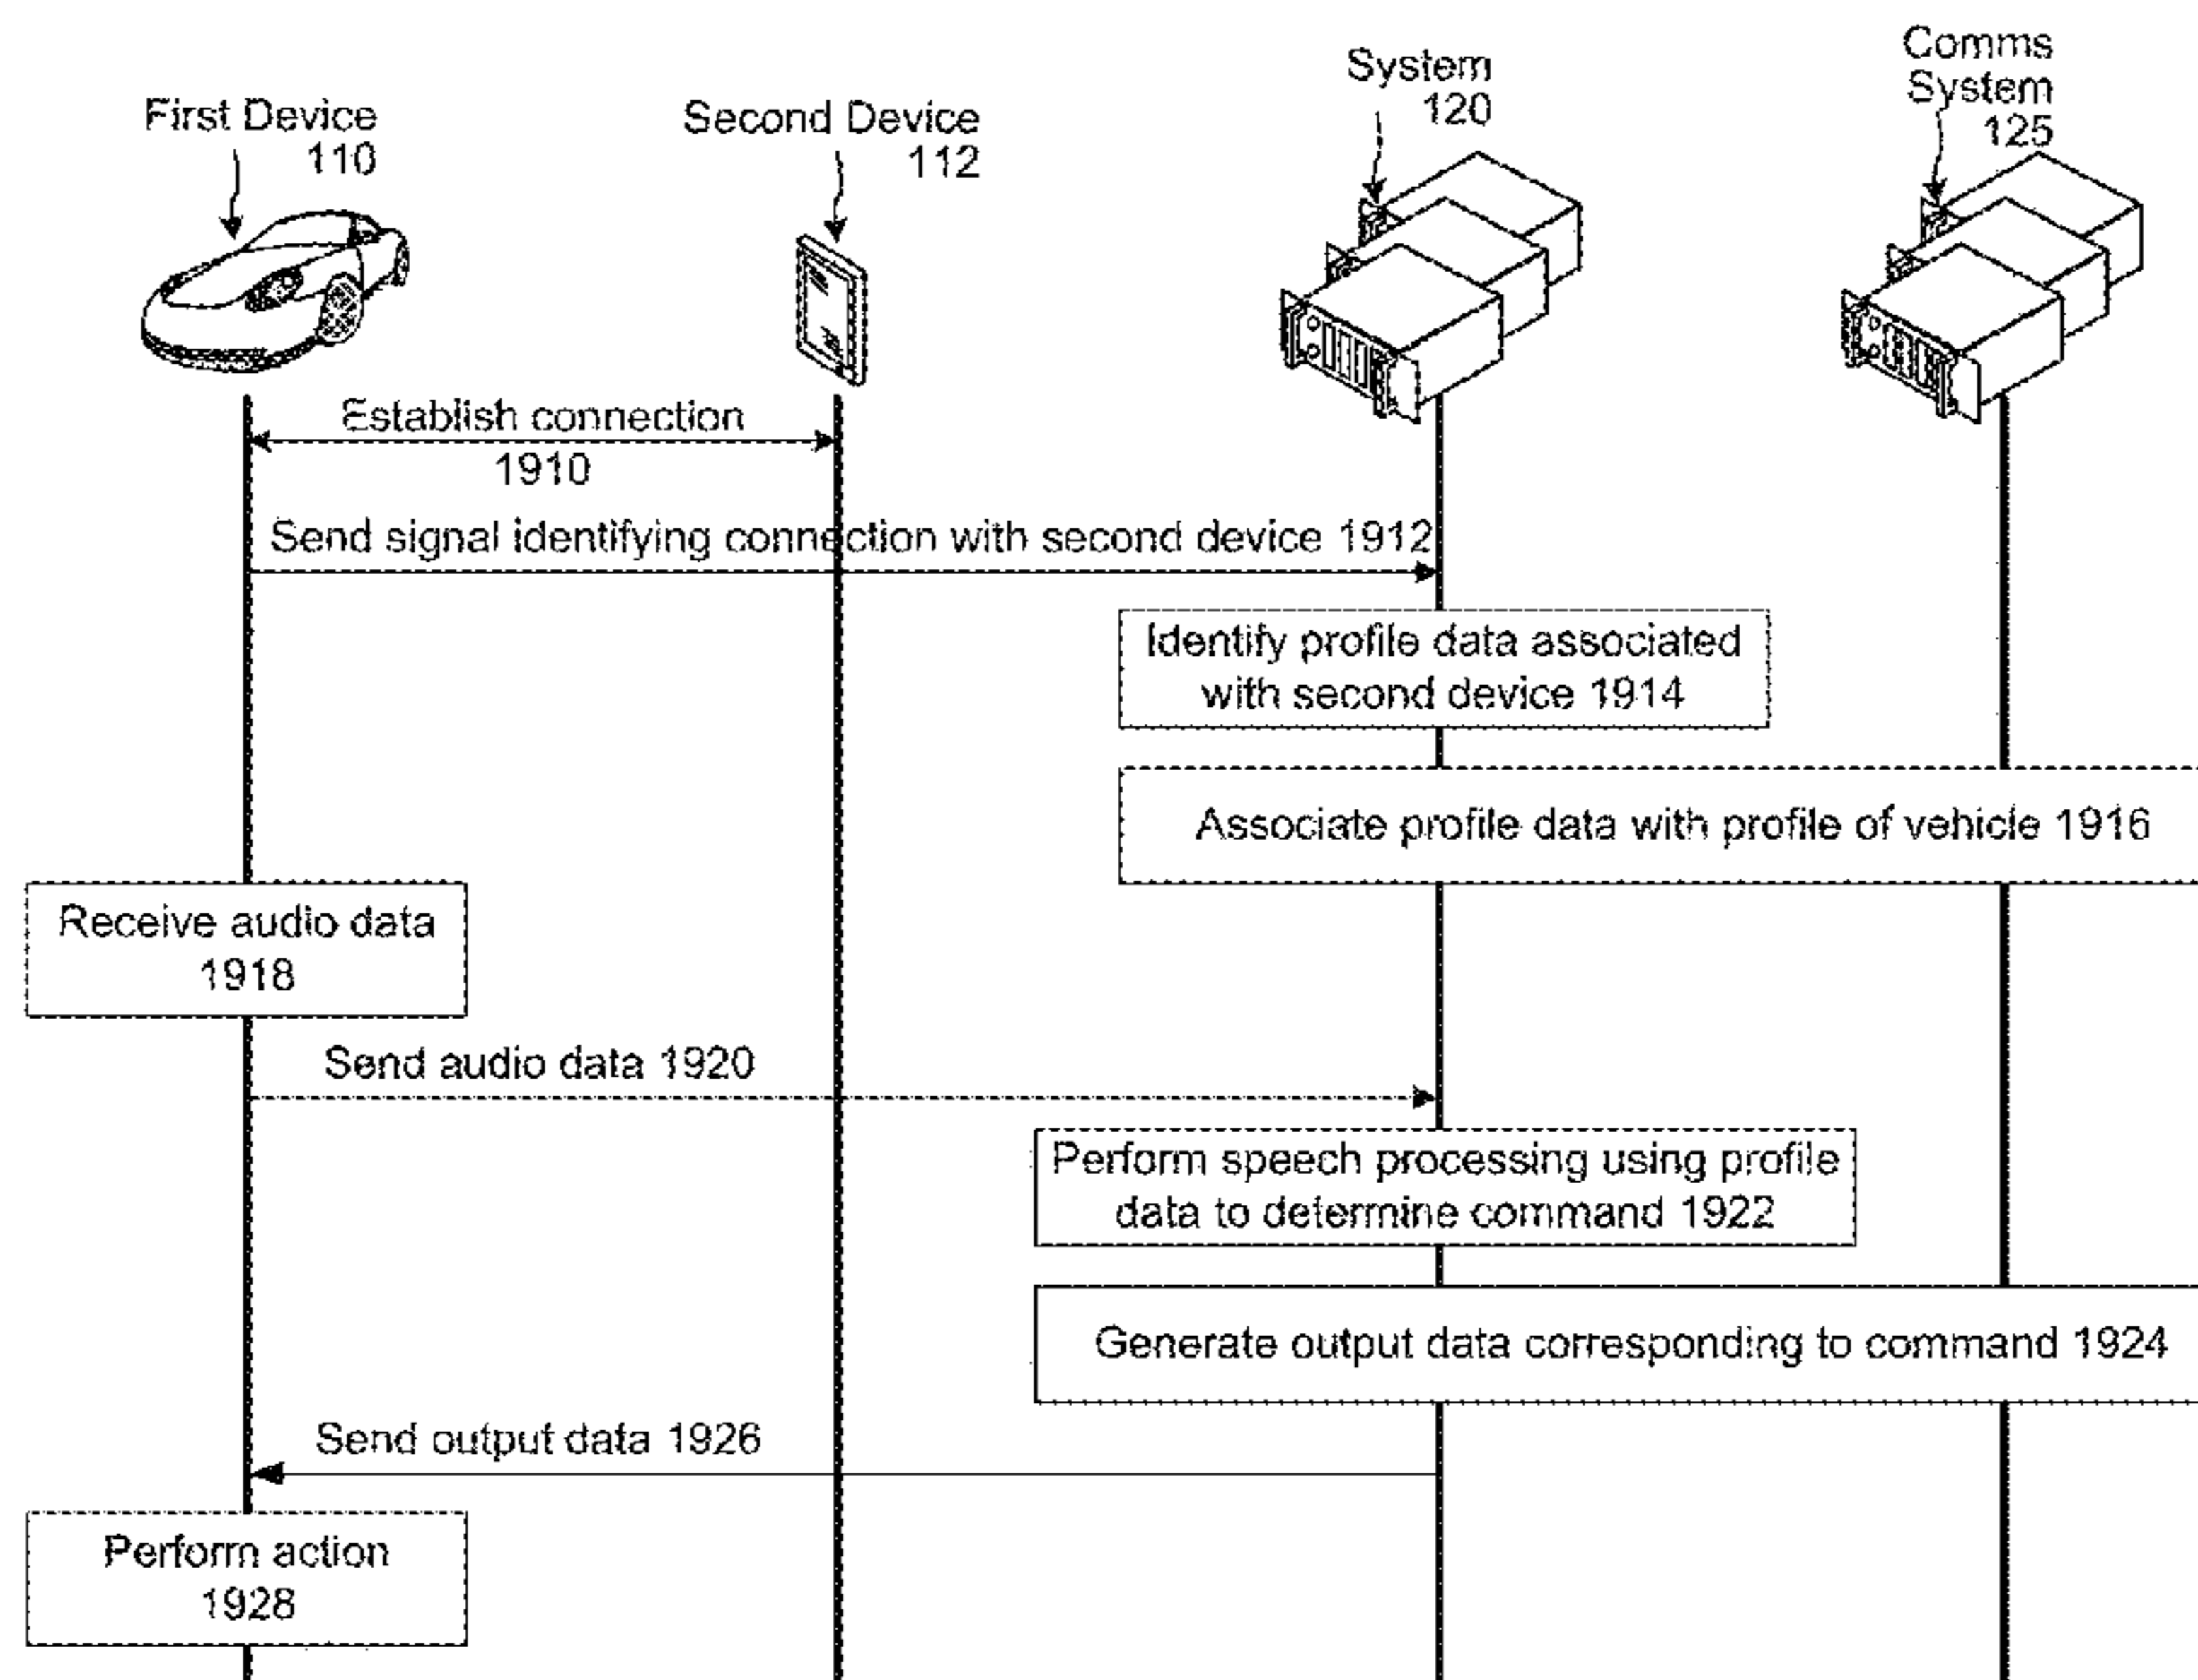 First Device
110
Second Device
112
System
120
Comms
System
125
Establish connection
1910
Send signal identifying connection with second device 1912
Identify profile data associated
with second device 1914
Associate profile data with profile of vehicle 1916
Receive audio data
1918
Send audio data 1920
Perform speech processing using profile
data to determine command 1922
Generate output data corresponding to command 1924
Send output data 1926
Perform action
1928